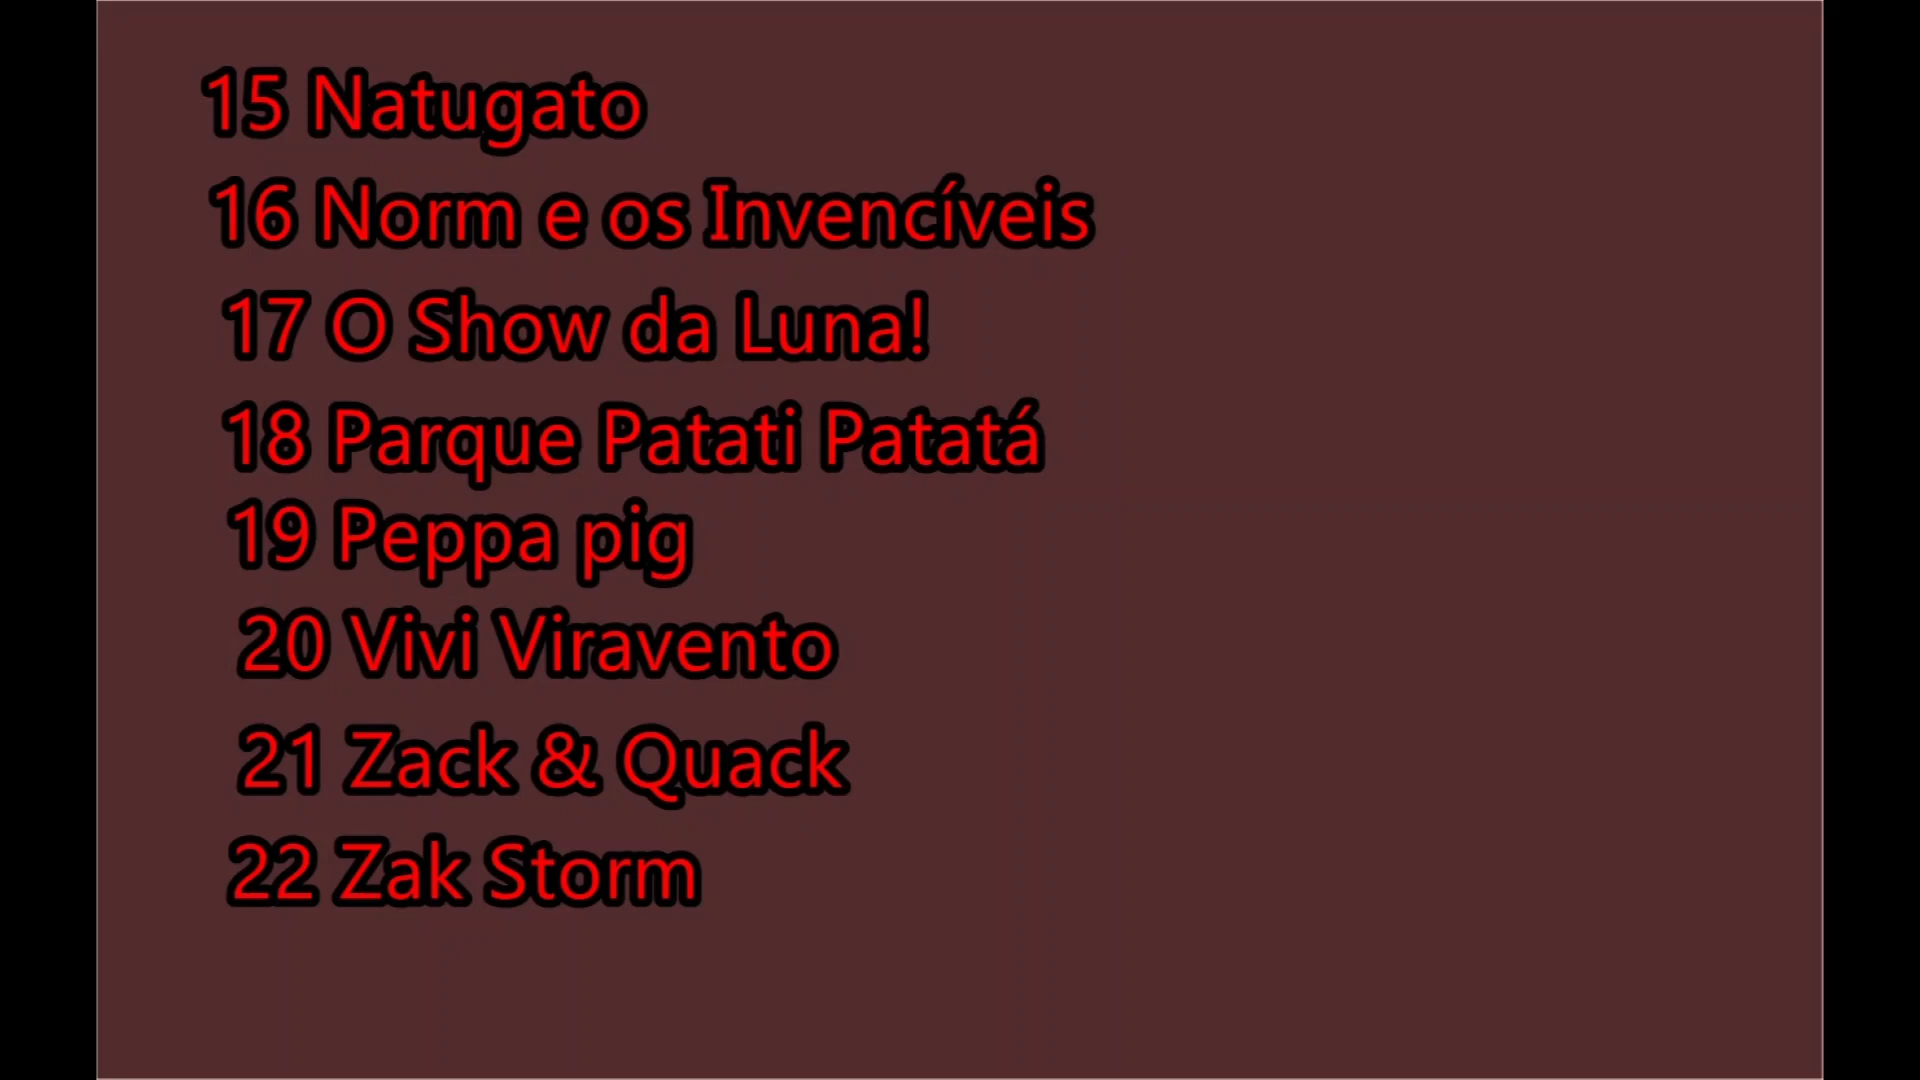 15 Natugato
16 Norm e os Invencíveis
17 O Show da Luna!
18 Parque Patati Patatá
19 Peppa pig
20 Vivi Viravento
21 Zack & Quack
22 Zak Storm